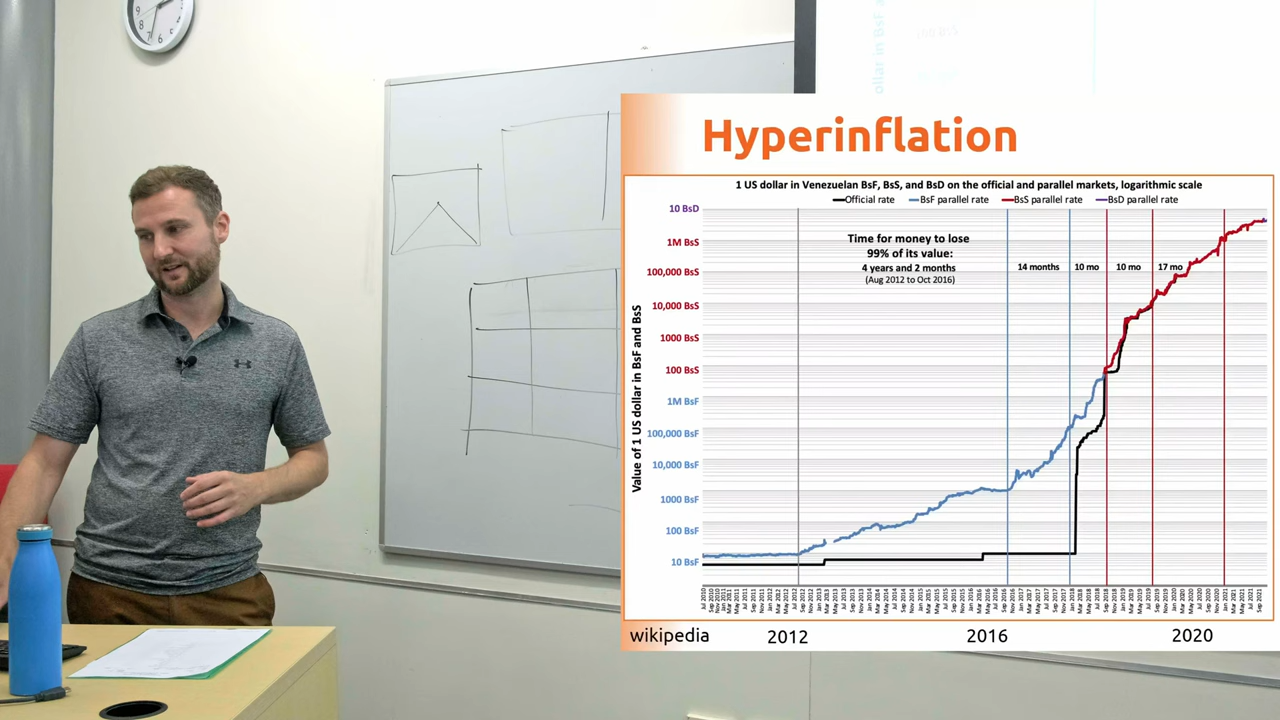 Hyperinflation
1 US dollar in Venezuelan BsF, BsS, and BsD on the official and parallel markets, logarithmic scale
Official rate BsF parallel rate BsS parallel rate BsD parallel rate
Value of 1 US dollar in BsF and BsS
10 BsD
1M BsS
100,000 BsS
10,000 BsS
1000 BsS
100 BsS
1M BsF
100,000 BsF
10,000 BsF
1000 BsF
100 BsF
10 BsF
Time for money to lose
99% of its value:
4 years and 2 months
(Aug 2012 to Oct 2016)
14 months
10 mo
10 mo
17 mo
wikipedia
2012
2016
2020